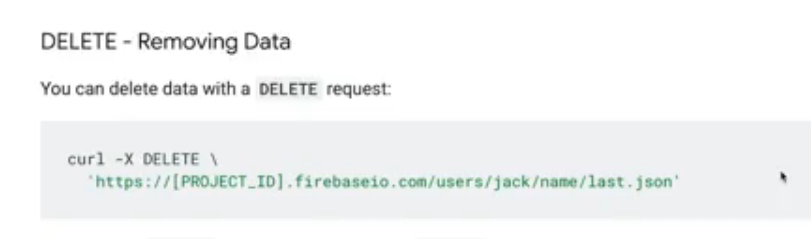 DELETE - Removing Data
You can delete data with a DELETE request:
curl -X DELETE \
'https://[PROJECT_ID].firebaseio.com/users/jack/name/last.json'